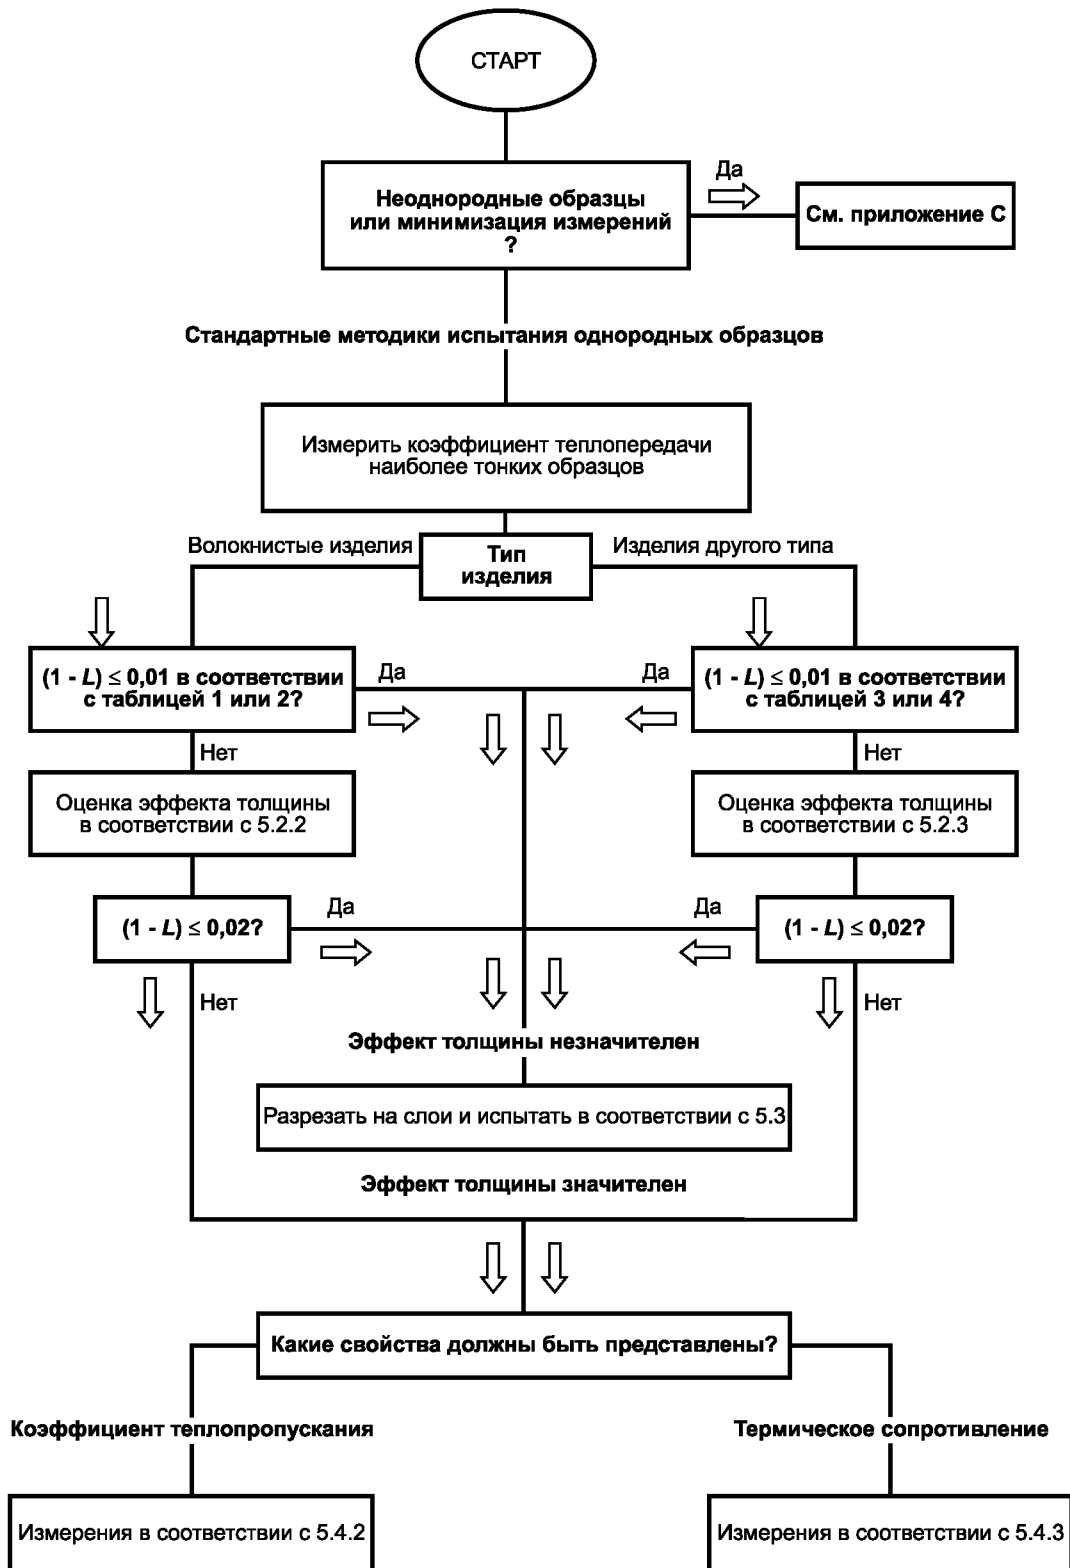 СТАРТ
Да
Неоднородные образцы
или минимизация измерений
?
См. приложение С
Стандартные методики испытания однородных образцов
Измерить коэффициент теплопередачи
наиболее тонких образцов
Волокнистые изделия
Тип
изделия
Изделия другого типа
(1 - L) ≤ 0,01 в соответствии
с таблицей 1 или 2?
Да
Да
(1 - L) ≤ 0,01 в соответствии
с таблицей 3 или 4?
Нет
Нет
Оценка эффекта толщины
в соответствии с 5.2.2
Оценка эффекта толщины
в соответствии с 5.2.3
(1 - L) ≤ 0,02?
Да
Да
(1 - L) ≤ 0,02?
Нет
Нет
Эффект толщины незначителен
Разрезать на слои и испытать в соответствии с 5.3
Эффект толщины значителен
Какие свойства должны быть представлены?
Коэффициент теплопропускания
Термическое сопротивление
Измерения в соответствии с 5.4.2
Измерения в соответствии с 5.4.3